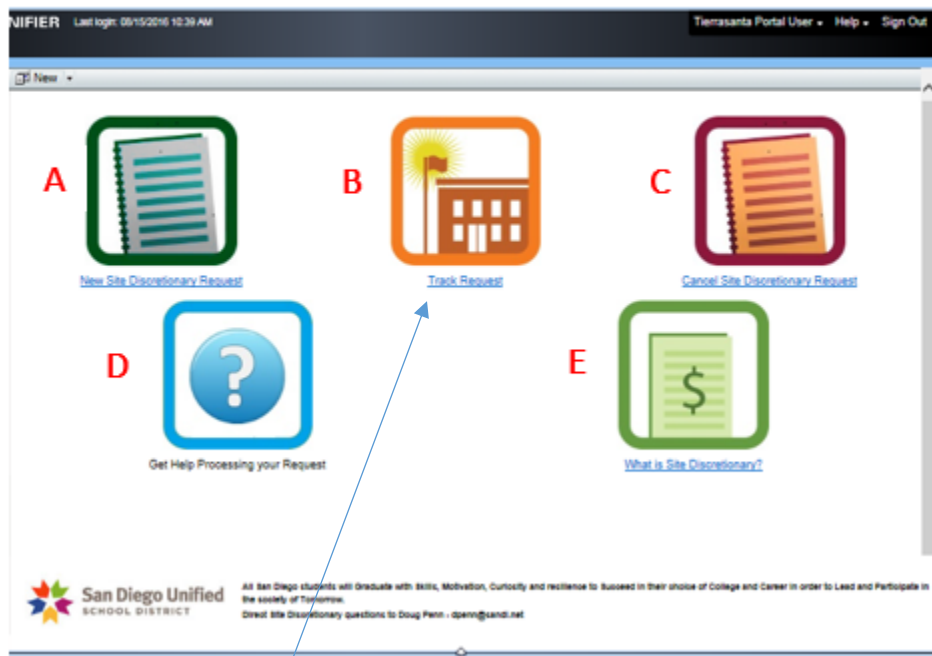 NIFIER Last login: 08/15/2016 10:39 AM Tierrasanta Portal User Help Sign Out
New
A
B
C
New Site Discretionary Request Track Request Cancel Site Discretionary Request
D
E
?
$
Get Help Processing your Request What is Site Discretionary?
San Diego Unified
SCHOOL DISTRICT
All San Diego students will Graduate with Skills, Motivation, Curiosity and resilience to Succeed in their choice of College and Career in order to Lead and Participate in
the society of Tomorrow.
Direct Site Discretionary questions to Doug Penn - dpenn@sandi.net